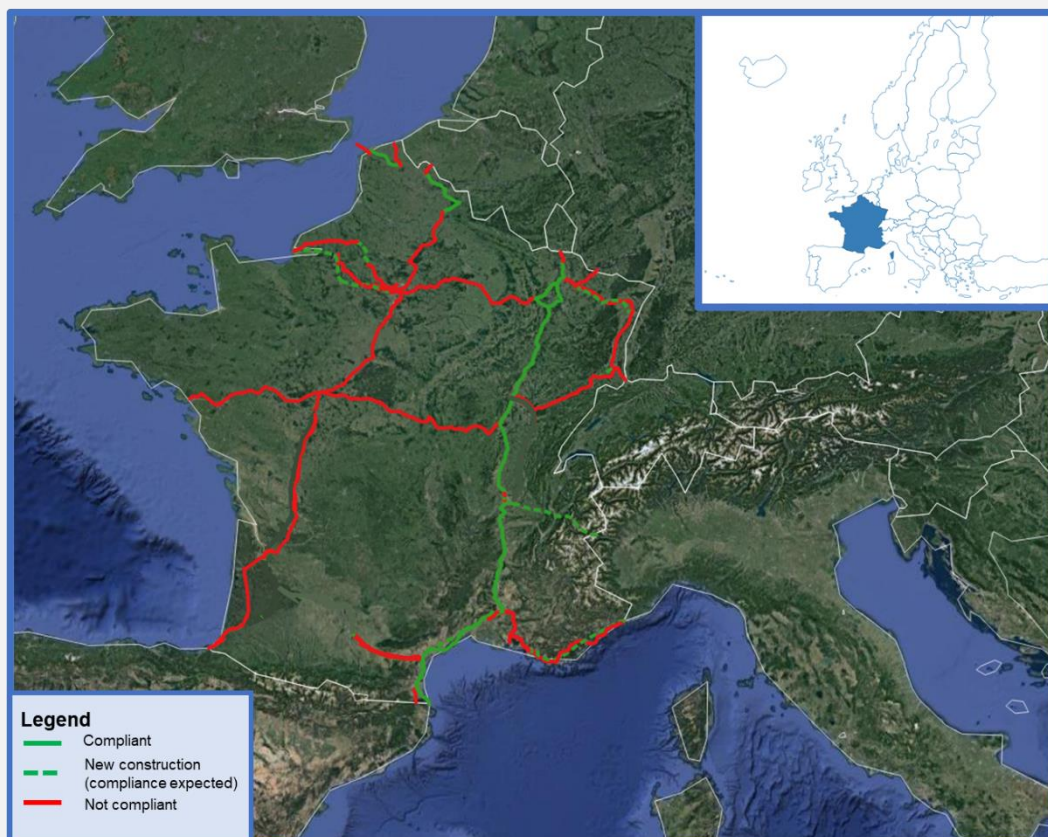 Legend
Compliant
New construction
(compliance expected)
Not compliant